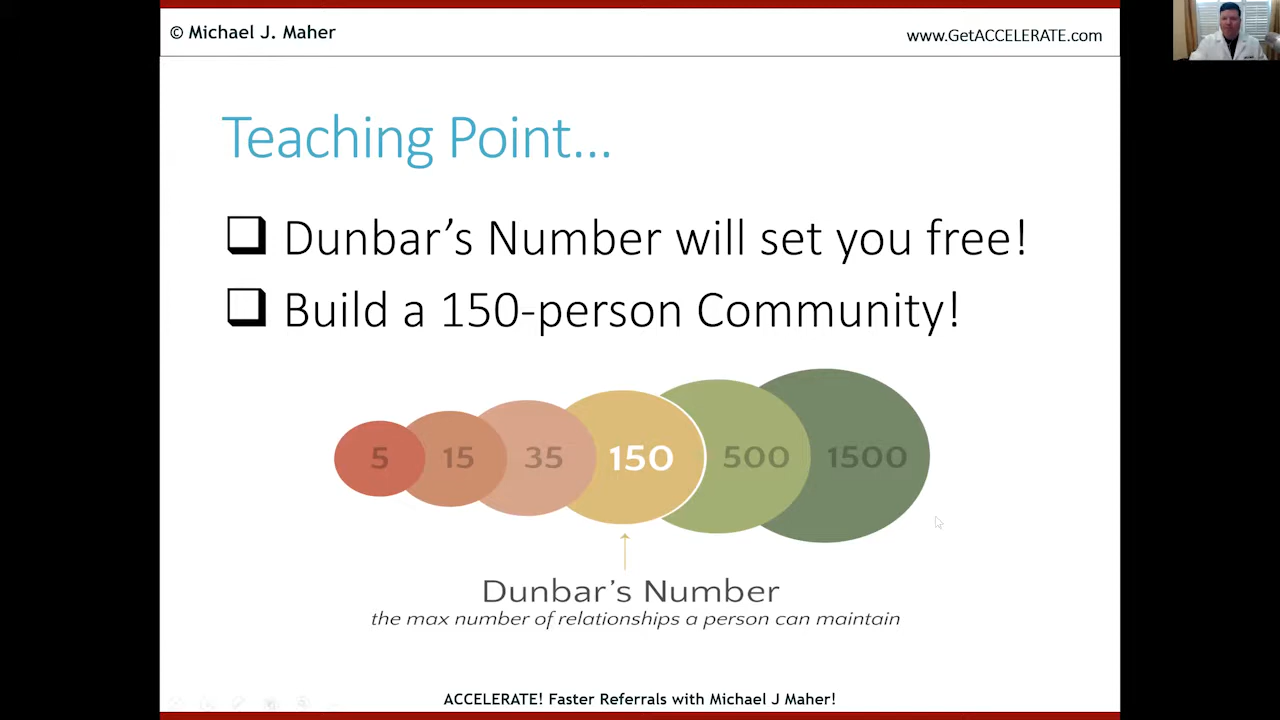 © Michael J. Maher
www.GetACCELERATE.com
Teaching Point...
❑ Dunbar’s Number will set you free!
❑ Build a 150-person Community!
5 15 35 150 500 1500
Dunbar’s Number
the max number of relationships a person can maintain
ACCELERATE! Faster Referrals with Michael J Maher!